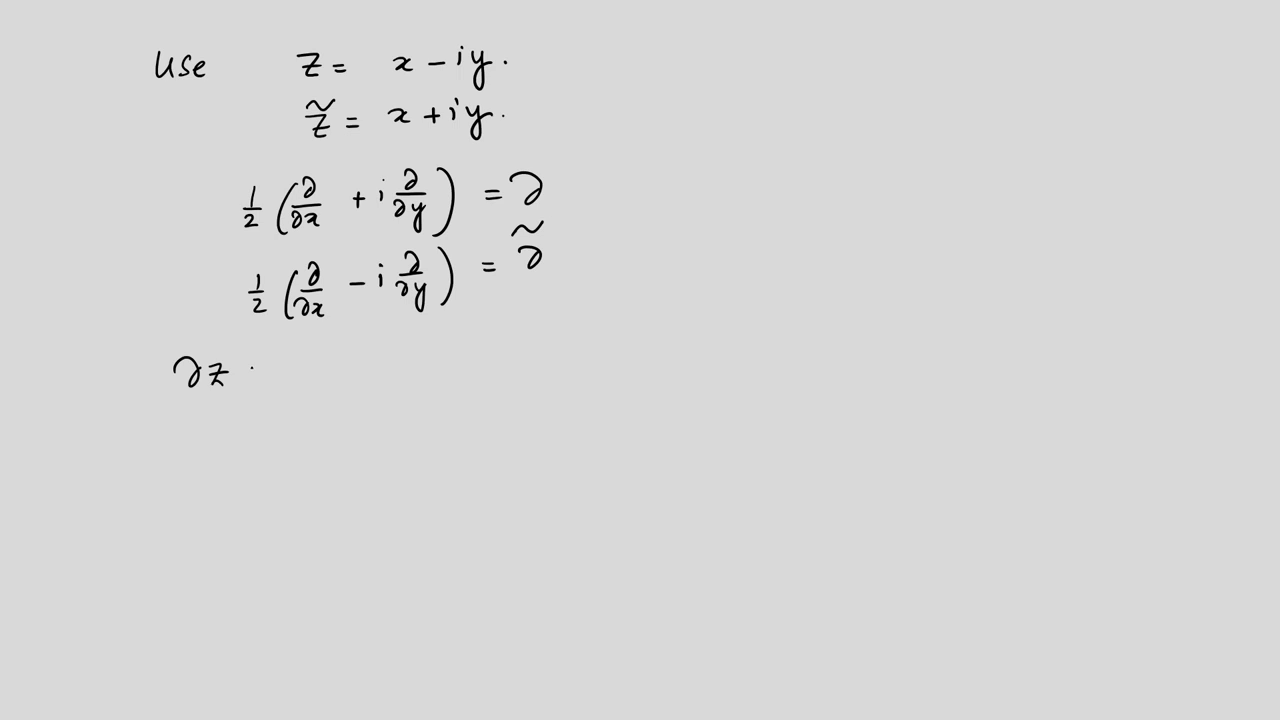 Use z = x - iy.
z̃ = x + iy.
1/2 (∂/∂x + i ∂/∂y) = ∂
1/2 (∂/∂x - i ∂/∂y) = ∂̃
∂z